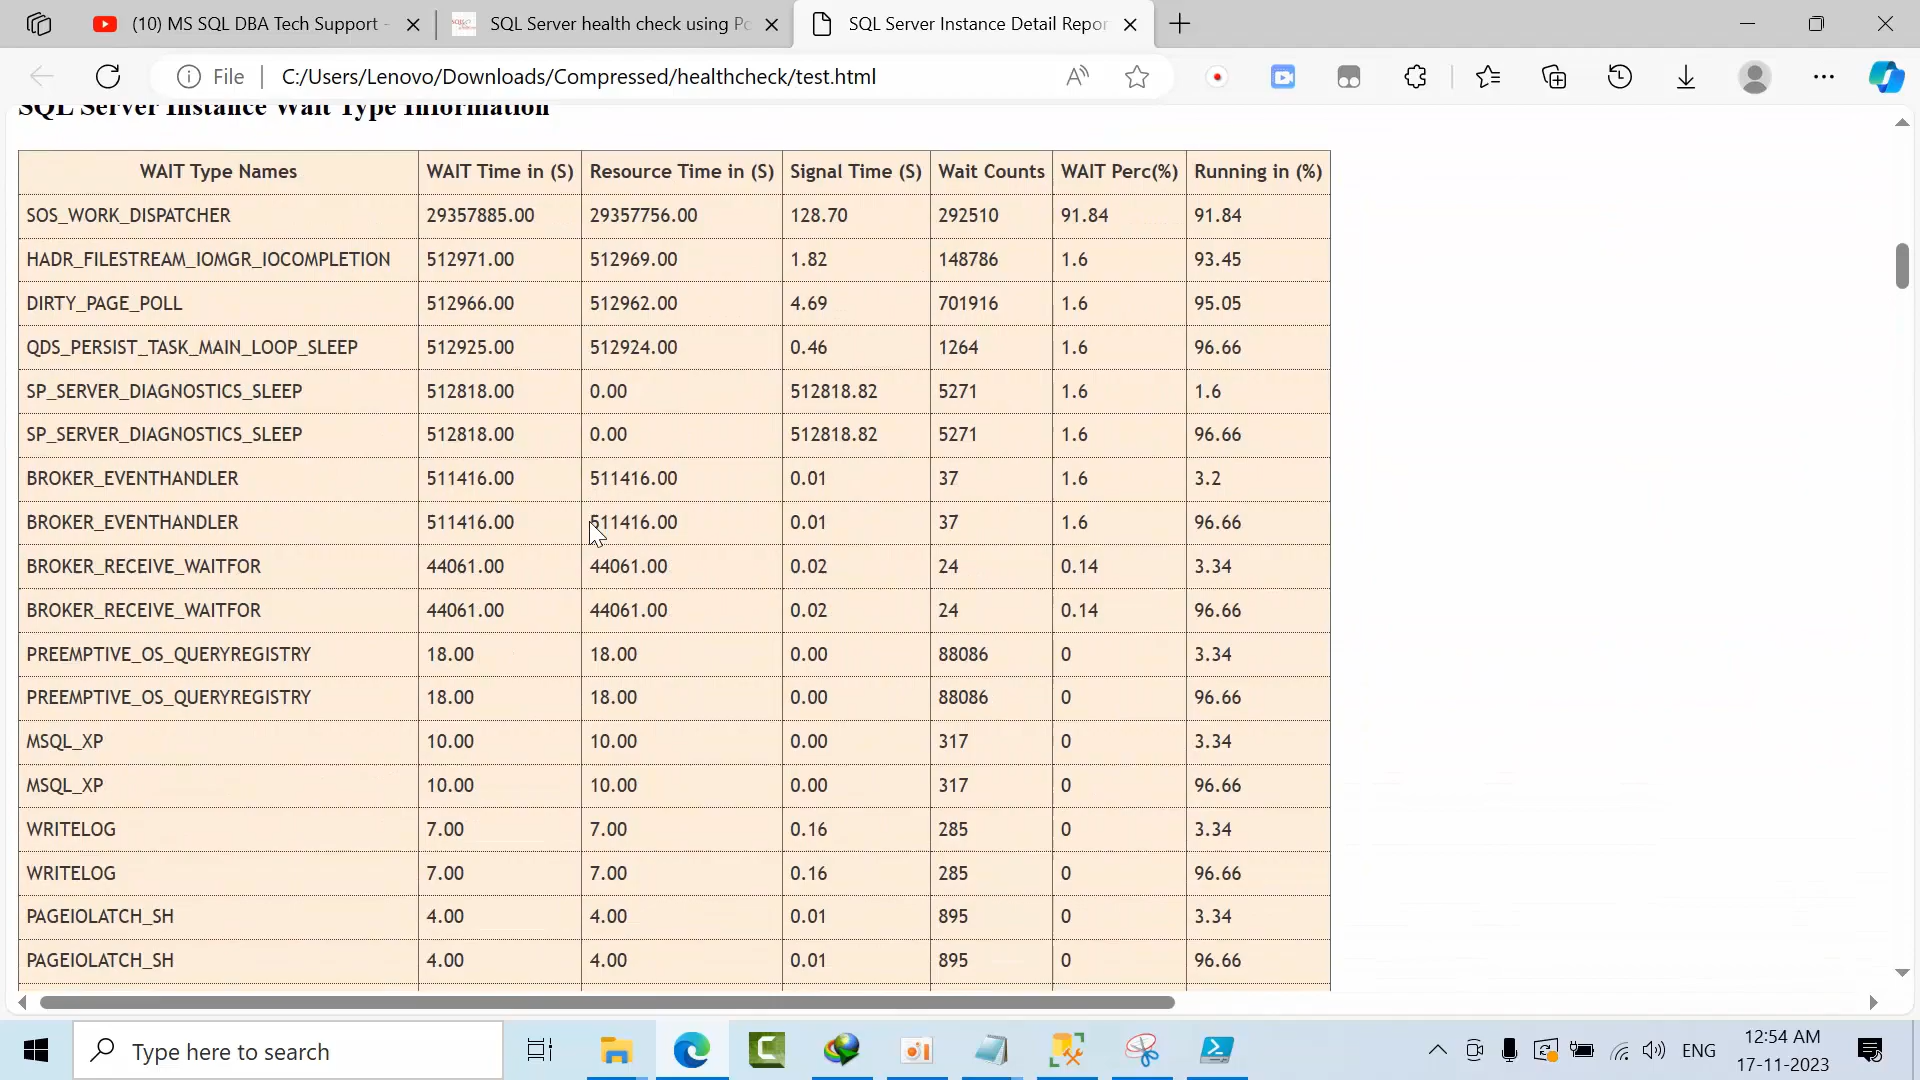 (10) MS SQL DBA Tech Support -
SQL Server health check using Po
SQL Server Instance Detail Repor
File
C:/Users/Lenovo/Downloads/Compressed/healthcheck/test.html
SQL Server Instance Wait Type Information
WAIT Type Names WAIT Time in (S) Resource Time in (S) Signal Time (S) Wait Counts WAIT Perc(%) Running in (%)
SOS_WORK_DISPATCHER 29357885.00 29357756.00 128.70 292510 91.84 91.84
HADR_FILESTREAM_IOMGR_IOCOMPLETION 512971.00 512969.00 1.82 148786 1.6 93.45
DIRTY_PAGE_POLL 512966.00 512962.00 4.69 701916 1.6 95.05
QDS_PERSIST_TASK_MAIN_LOOP_SLEEP 512925.00 512924.00 0.46 1264 1.6 96.66
SP_SERVER_DIAGNOSTICS_SLEEP 512818.00 0.00 512818.82 5271 1.6 1.6
SP_SERVER_DIAGNOSTICS_SLEEP 512818.00 0.00 512818.82 5271 1.6 96.66
BROKER_EVENTHANDLER 511416.00 511416.00 0.01 37 1.6 3.2
BROKER_EVENTHANDLER 511416.00 511416.00 0.01 37 1.6 96.66
BROKER_RECEIVE_WAITFOR 44061.00 44061.00 0.02 24 0.14 3.34
BROKER_RECEIVE_WAITFOR 44061.00 44061.00 0.02 24 0.14 96.66
PREEMPTIVE_OS_QUERYREGISTRY 18.00 18.00 0.00 88086 0 3.34
PREEMPTIVE_OS_QUERYREGISTRY 18.00 18.00 0.00 88086 0 96.66
MSQL_XP 10.00 10.00 0.00 317 0 3.34
MSQL_XP 10.00 10.00 0.00 317 0 96.66
WRITELOG 7.00 7.00 0.16 285 0 3.34
WRITELOG 7.00 7.00 0.16 285 0 96.66
PAGEIOLATCH_SH 4.00 4.00 0.01 895 0 3.34
PAGEIOLATCH_SH 4.00 4.00 0.01 895 0 96.66
Type here to search
ENG
12:54 AM
17-11-2023